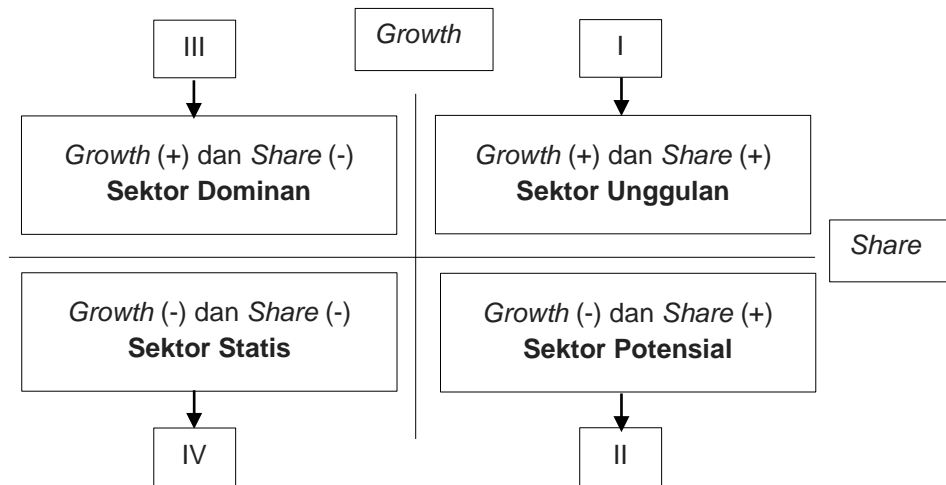 III
Growth
I
Growth (+) dan Share (-)
Sektor Dominan
Growth (+) dan Share (+)
Sektor Unggulan
Share
Growth (-) dan Share (-)
Sektor Statis
Growth (-) dan Share (+)
Sektor Potensial
IV
II